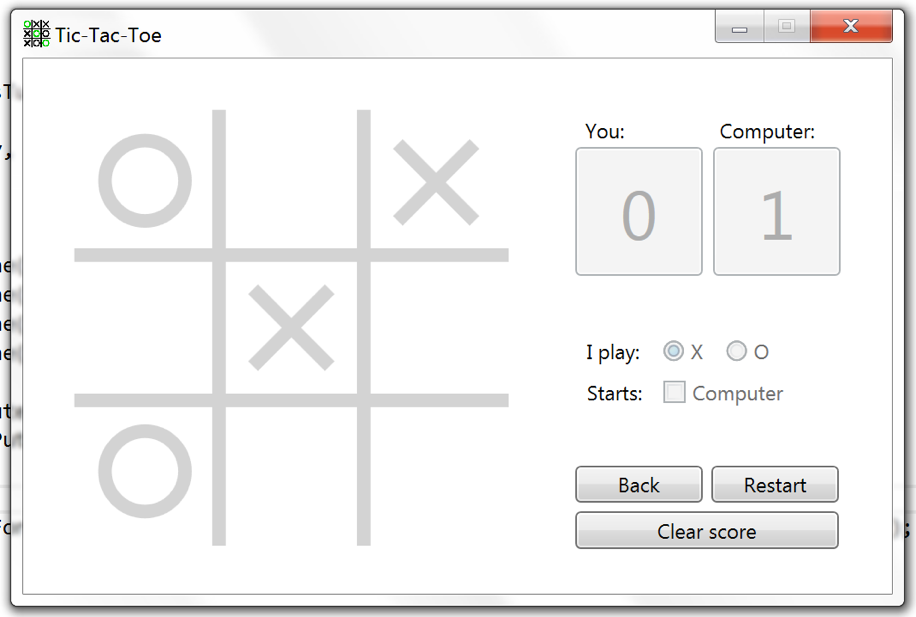 Tic-Tac-Toe
You: Computer:
0 1
I play: X O
Starts: Computer
Back Restart
Clear score